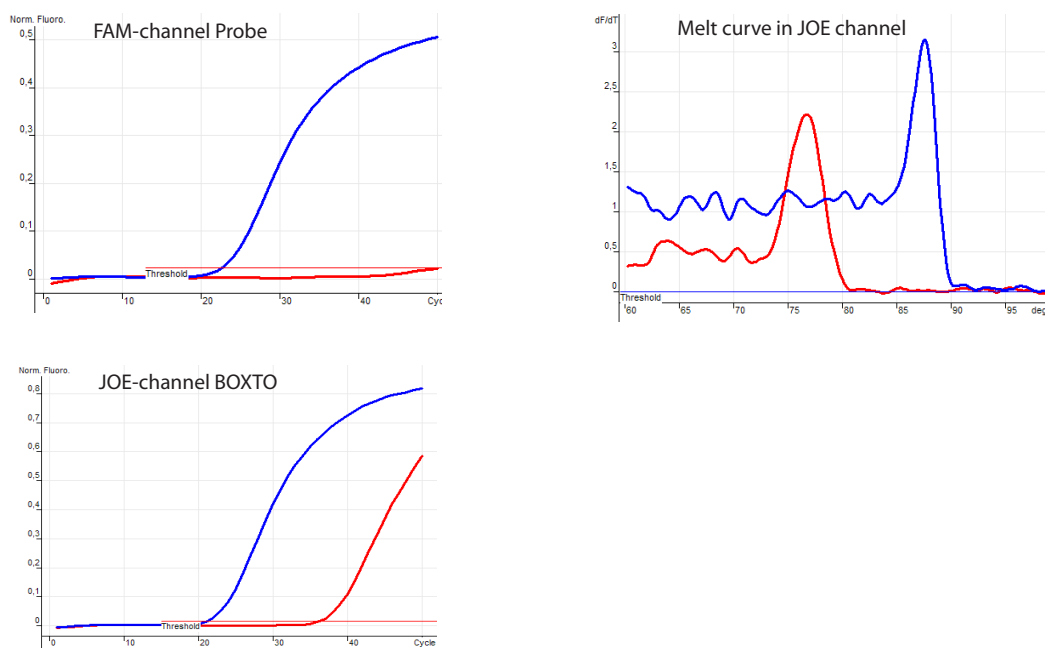 Norm. Fluoro.
FAM-channel Probe
0,5
0,4
0,3
0,2
0,1
0
Threshold
0 10 20 30 40 Cyc
dF/dT
Melt curve in JOE channel
3
2,5
2
1,5
1
0,5
0
Threshold
60 65 70 75 80 85 90 95 deg
Norm. Fluoro.
JOE-channel BOXTO
0,8
0,7
0,6
0,5
0,4
0,3
0,2
0,1
0
Threshold
0 10 20 30 40 Cycle